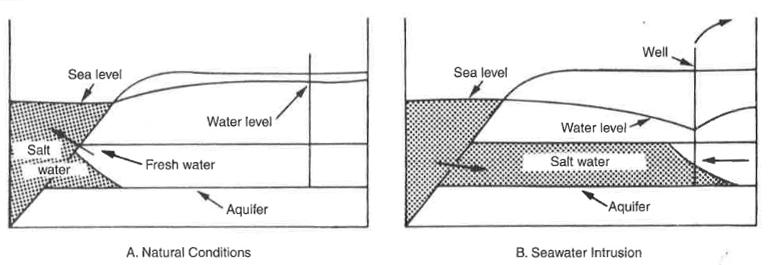 Sea level
Water level
Salt
water
Fresh water
Aquifer
A. Natural Conditions
Well
Sea level
Water level
Salt water
Aquifer
B. Seawater Intrusion